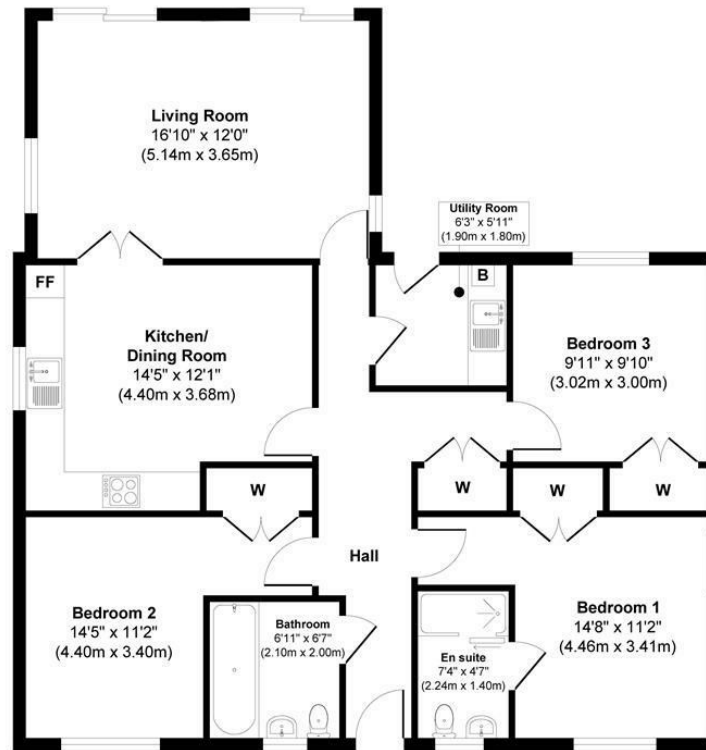 Living Room
16'10" x 12'0"
(5.14m x 3.65m)
Utility Room
6'3" x 5'11"
(1.90m x 1.80m)
FF
B
Kitchen/
Dining Room
14'5" x 12'1"
(4.40m x 3.68m)
Bedroom 3
9'11" x 9'10"
(3.02m x 3.00m)
W
W
W
W
Hall
Bedroom 2
14'5" x 11'2"
(4.40m x 3.40m)
Bathroom
6'11" x 6'7"
(2.10m x 2.00m)
En suite
7'4" x 4'7"
(2.24m x 1.40m)
Bedroom 1
14'8" x 11'2"
(4.46m x 3.41m)